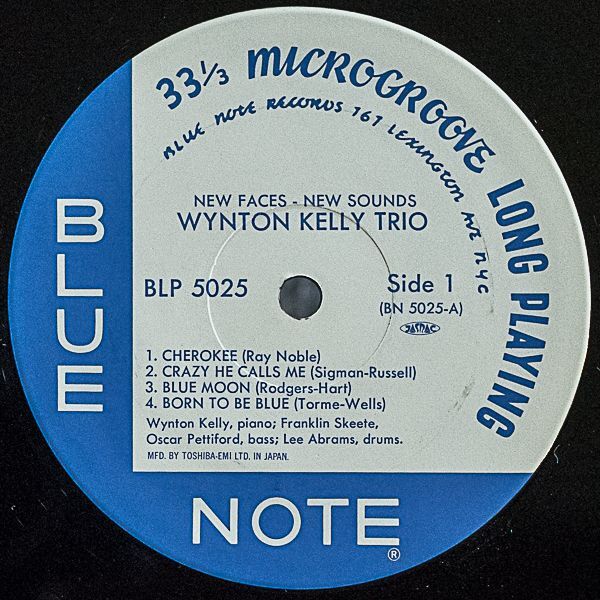 33⅓ MICROGROOVE LONG PLAYING
BLUE NOTE RECORDS 767 LEXINGTON AVE NYC
NEW FACES - NEW SOUNDS
WYNTON KELLY TRIO
BLP 5025
Side 1
(BN 5025-A)
JASRAC
1. CHEROKEE (Ray Noble)
2. CRAZY HE CALLS ME (Sigman-Russell)
3. BLUE MOON (Rodgers-Hart)
4. BORN TO BE BLUE (Torme-Wells)
Wynton Kelly, piano; Franklin Skeete,
Oscar Pettiford, bass; Lee Abrams, drums.
MFD. BY TOSHIBA-EMI LTD. IN JAPAN.
BLUE
NOTE®